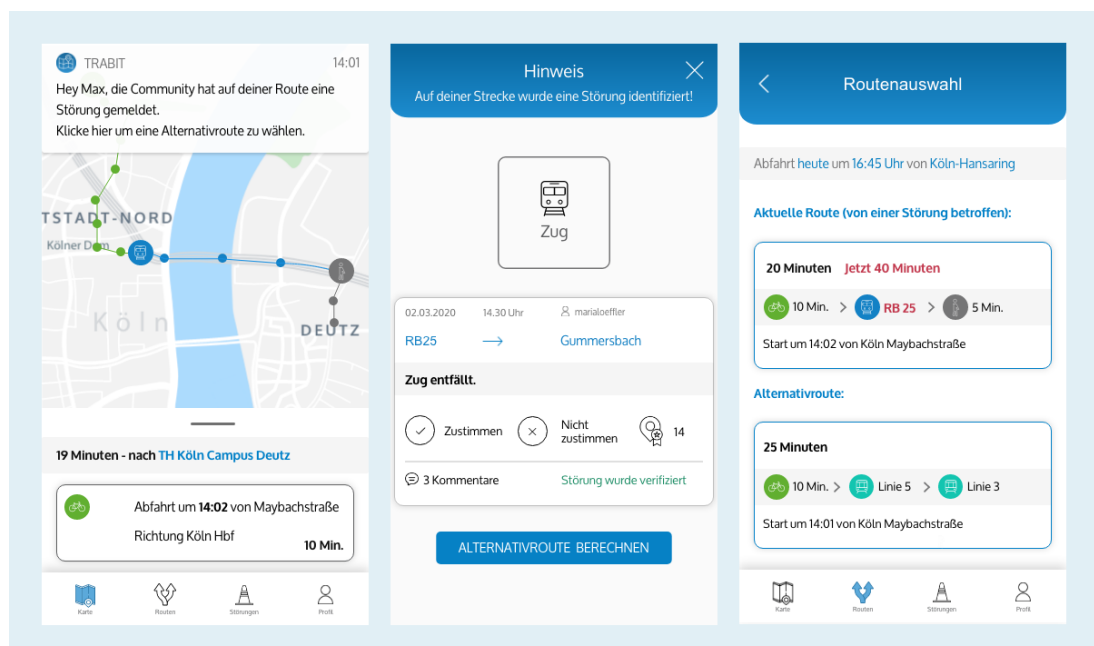 TRABIT 14:01
Hey Max, die Community hat auf deiner Route eine
Störung gemeldet.
Klicke hier um eine Alternativroute zu wählen.
TSTADT-NORD
Kölner Dom
Köln
DEUTZ
19 Minuten - nach TH Köln Campus Deutz
Abfahrt um 14:02 von Maybachstraße
Richtung Köln Hbf
10 Min.
Karte Routen Störungen Profil
Hinweis
Auf deiner Strecke wurde eine Störung identifiziert!
Zug
02.03.2020 14.30 Uhr marialoeffler
RB25 Gummersbach
Zug entfällt.
Zustimmen Nicht zustimmen 14
3 Kommentare Störung wurde verifiziert
ALTERNATIVROUTE BERECHNEN
Routenauswahl
Abfahrt heute um 16:45 Uhr von Köln-Hansaring
Aktuelle Route (von einer Störung betroffen):
20 Minuten Jetzt 40 Minuten
10 Min. > RB 25 > 5 Min.
Start um 14:02 von Köln Maybachstraße
Alternativroute:
25 Minuten
10 Min. > Linie 5 > Linie 3
Start um 14:01 von Köln Maybachstraße
Karte Routen Störungen Profil